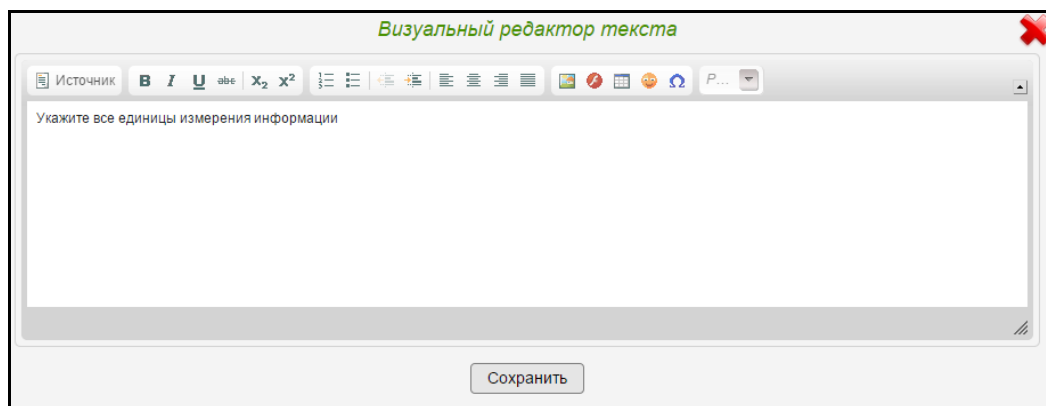 Визуальный редактор текста
Источник B I U abc X₂ X² Ω P...
Укажите все единицы измерения информации
Сохранить